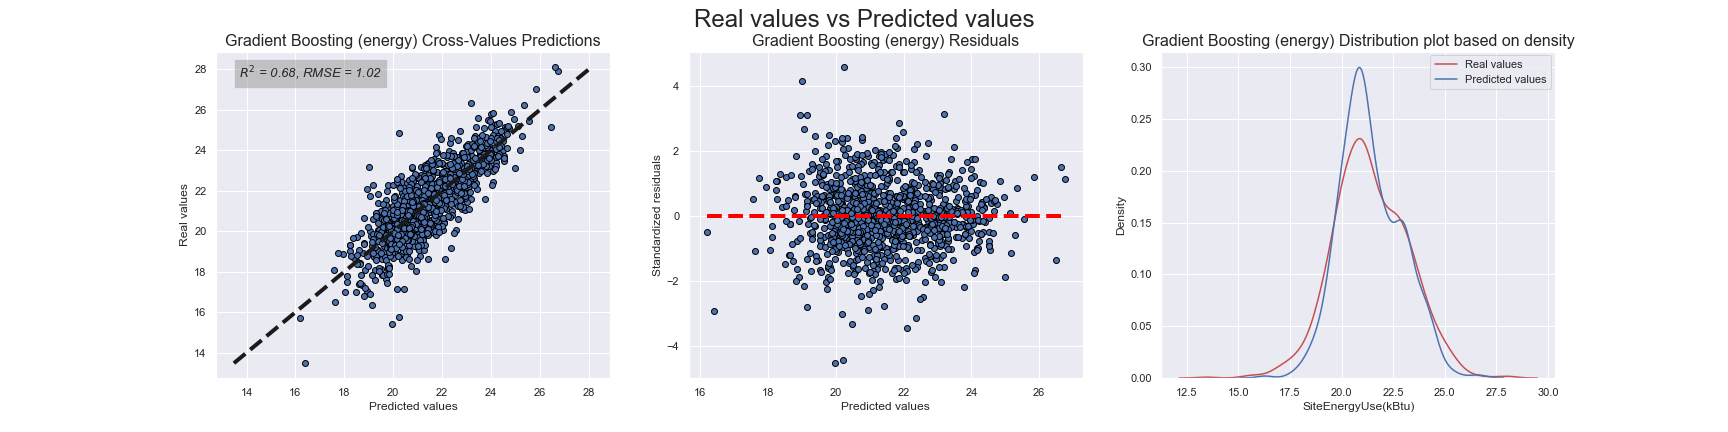 Real values vs Predicted values
Gradient Boosting (energy) Cross-Values Predictions
R² = 0.68, RMSE = 1.02
28
26
24
22
20
18
16
14
Real values
14 16 18 20 22 24 26 28
Predicted values
Gradient Boosting (energy) Residuals
4
2
0
−2
−4
Standardized residuals
16 18 20 22 24 26
Predicted values
Gradient Boosting (energy) Distribution plot based on density
Real values
Predicted values
0.30
0.25
0.20
0.15
0.10
0.05
0.00
Density
12.5 15.0 17.5 20.0 22.5 25.0 27.5 30.0
SiteEnergyUse(kBtu)